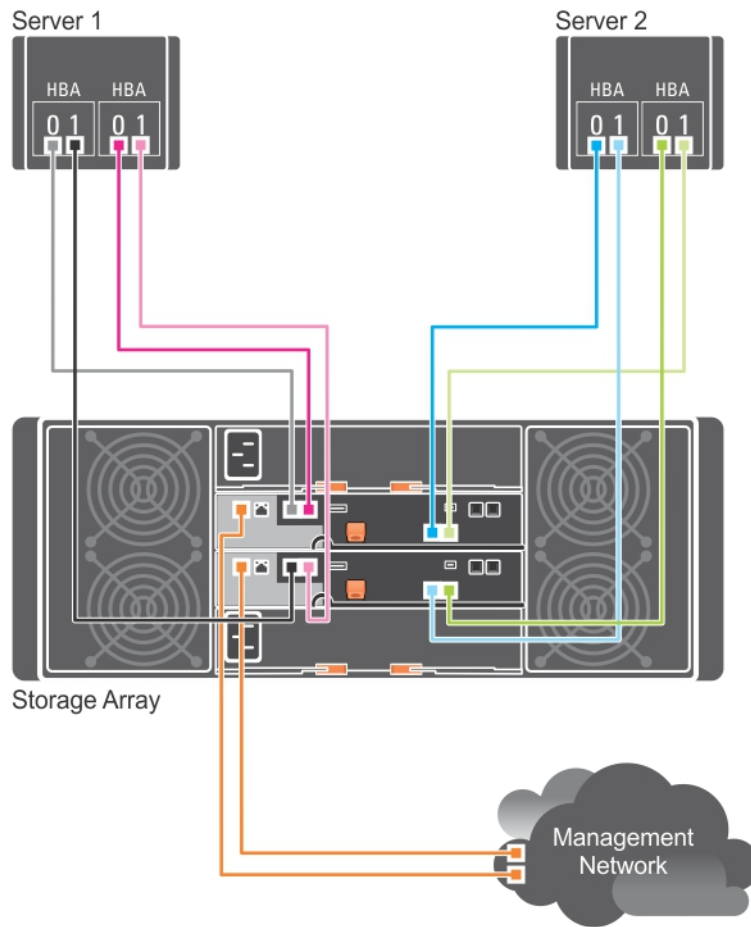 Server 1
Server 2
HBA HBA
0 1 0 1
HBA HBA
0 1 0 1
Storage Array
Management
Network